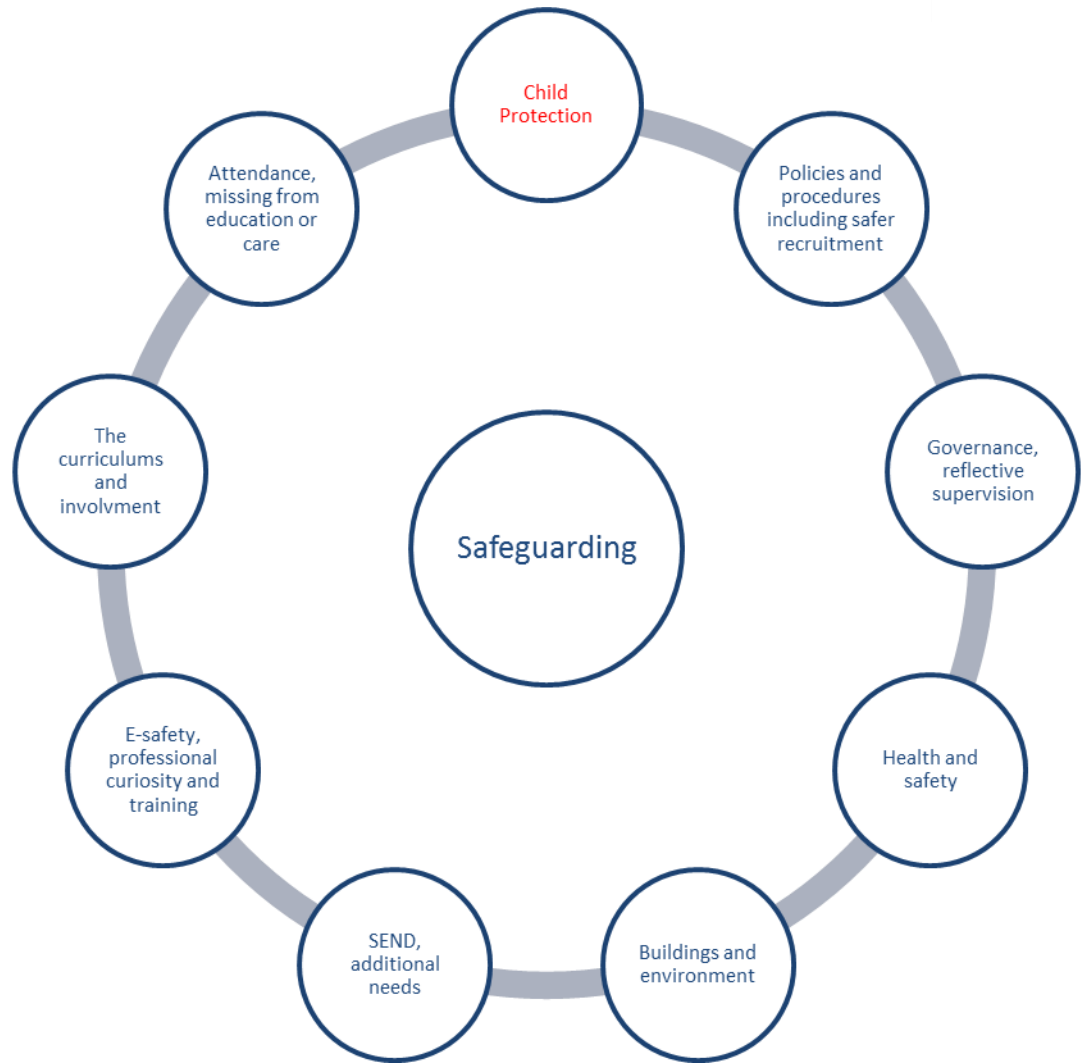 Child
Protection
Policies and
procedures
including safer
recruitment
Governance,
reflective
supervision
Health and
safety
Buildings and
environment
SEND,
additional
needs
E-safety,
professional
curiosity and
training
The
curriculums
and
involvment
Attendance,
missing from
education or
care
Safeguarding